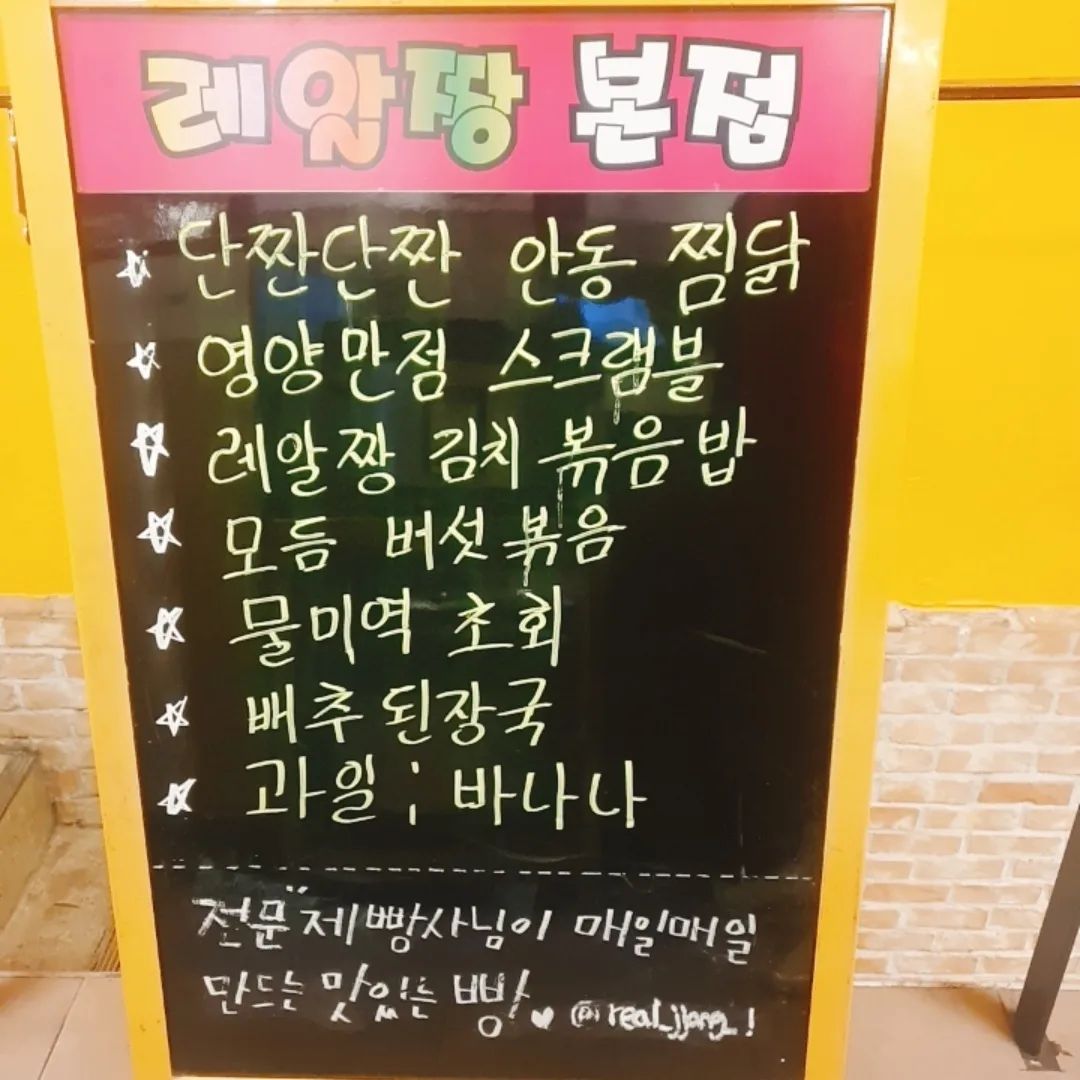 레알짱 본점
단짠단짠 안동 찜닭
영양만점 스크램블
레알짱 김치 볶음밥
모듬 버섯볶음
물미역 초회
배추된장국
과일 ; 바나나
전문 제빵사님이 매일매일
만드는 맛있는 빵 ♥ @real_jjang_!